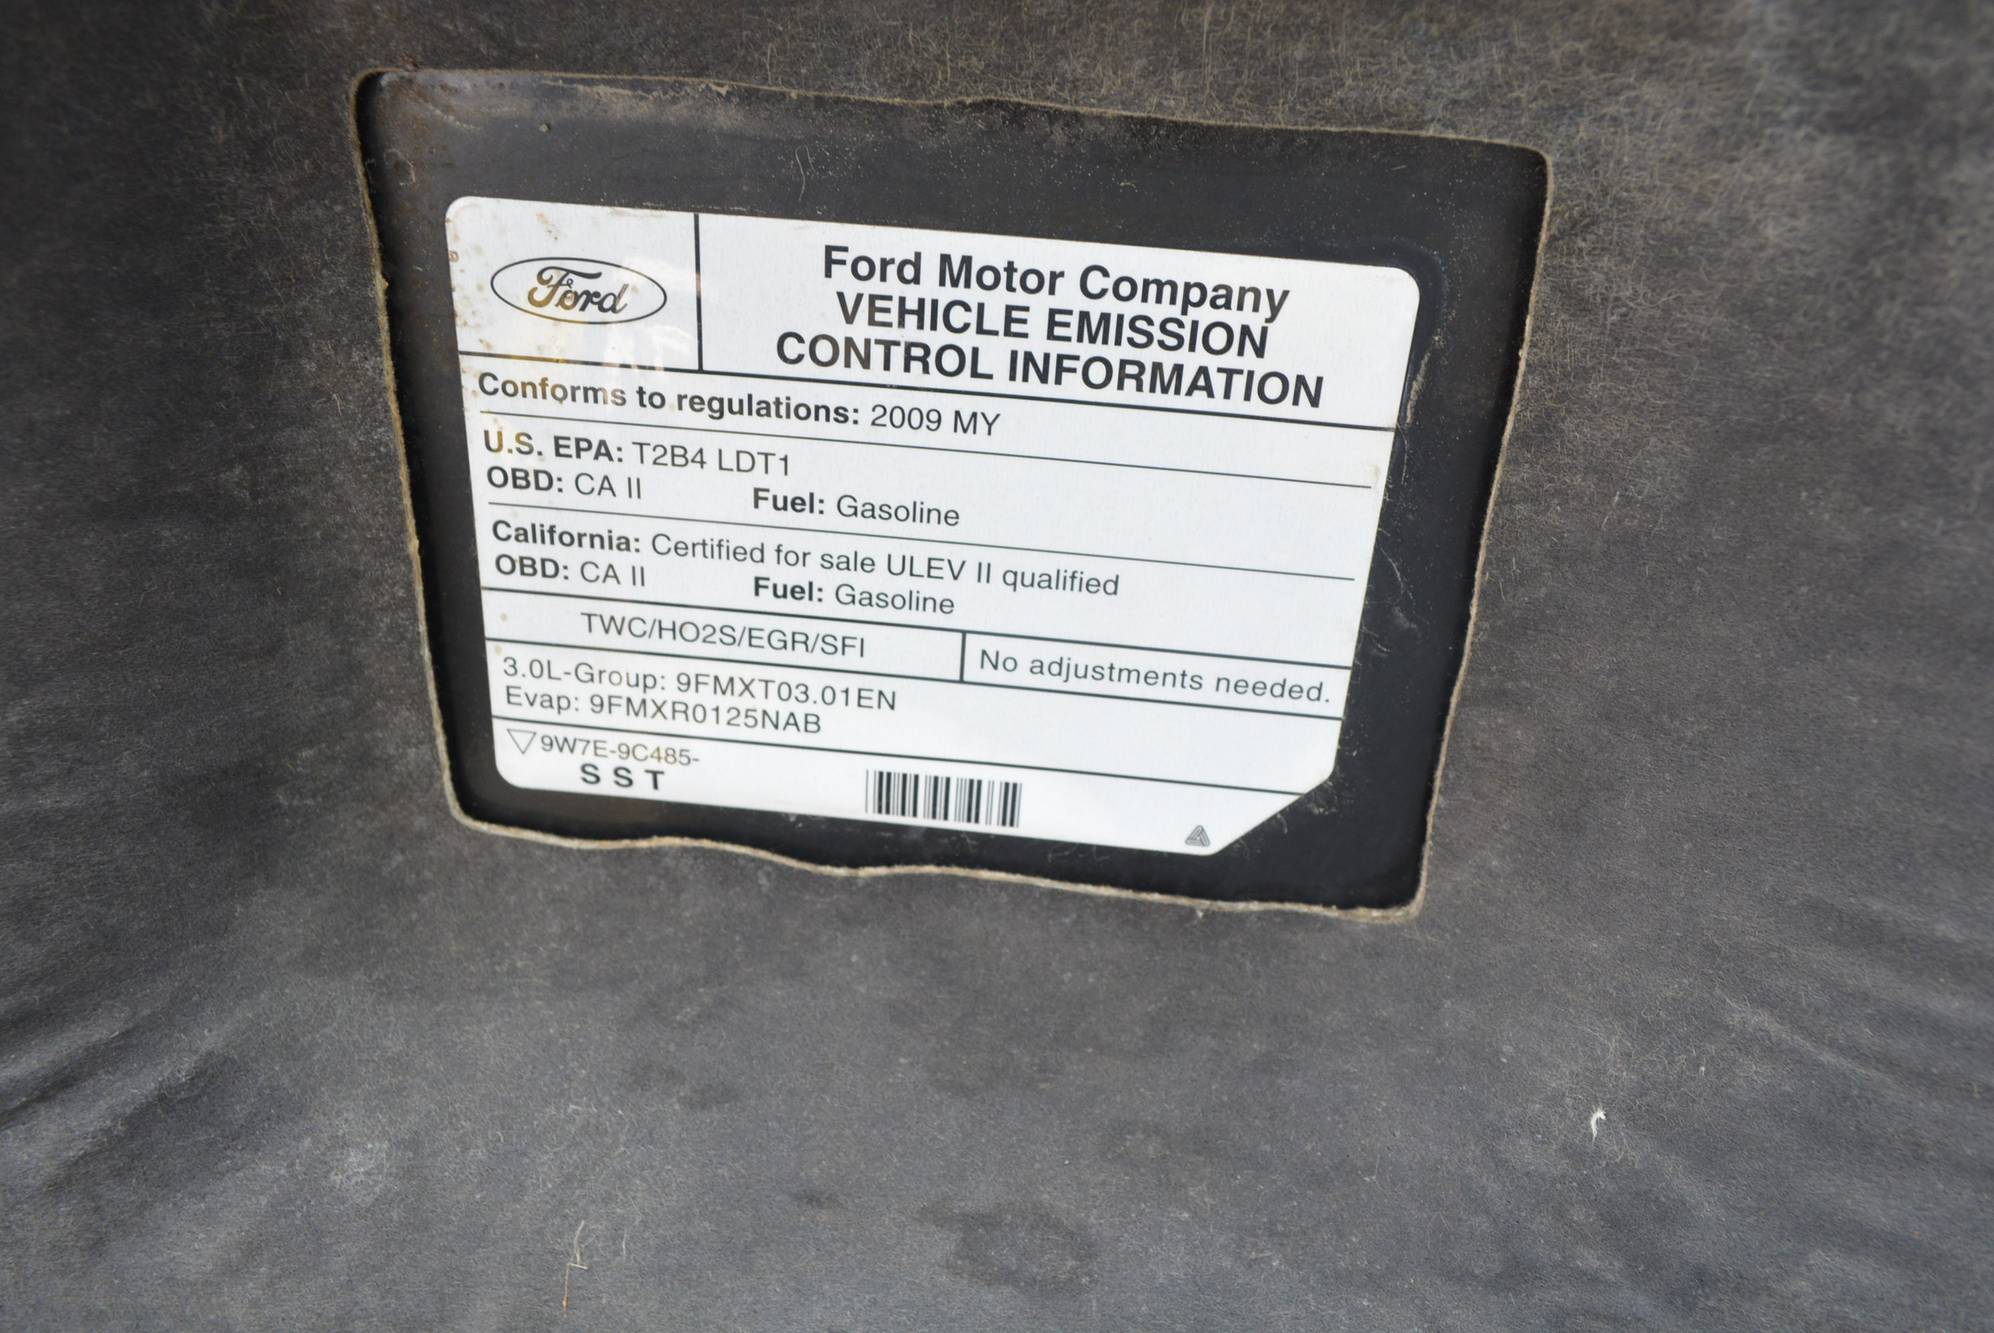 Ford
Ford Motor Company
VEHICLE EMISSION
CONTROL INFORMATION
Conforms to regulations: 2009 MY
U.S. EPA: T2B4 LDT1
OBD: CA II Fuel: Gasoline
California: Certified for sale ULEV II qualified
OBD: CA II Fuel: Gasoline
TWC/HO2S/EGR/SFI
No adjustments needed.
3.0L-Group: 9FMXT03.01EN
Evap: 9FMXR0125NAB
9W7E-9C485-
S S T